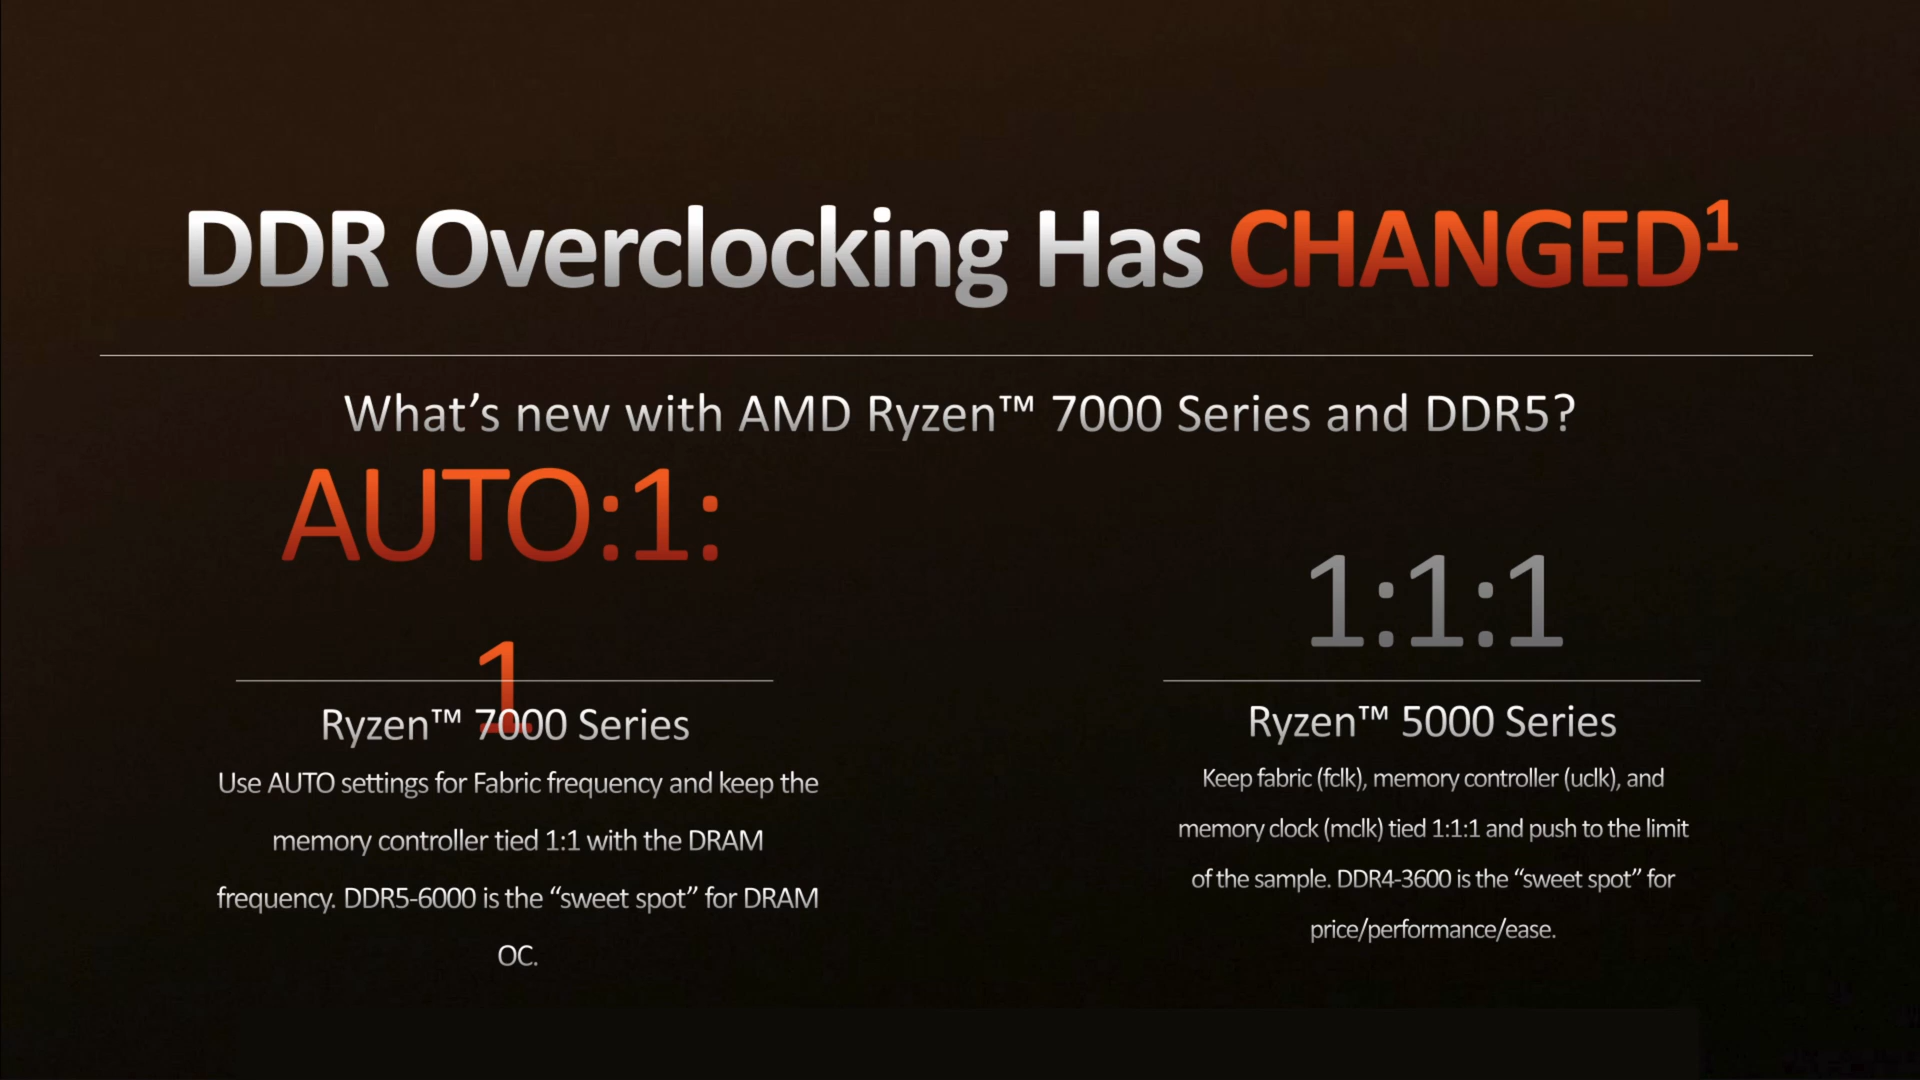 DDR Overclocking Has CHANGED¹
What’s new with AMD Ryzen™ 7000 Series and DDR5?
AUTO:1:
1
Ryzen™ 7000 Series
Use AUTO settings for Fabric frequency and keep the
memory controller tied 1:1 with the DRAM
frequency. DDR5-6000 is the “sweet spot” for DRAM
OC.
1:1:1
Ryzen™ 5000 Series
Keep fabric (fclk), memory controller (uclk), and
memory clock (mclk) tied 1:1:1 and push to the limit
of the sample. DDR4-3600 is the “sweet spot” for
price/performance/ease.